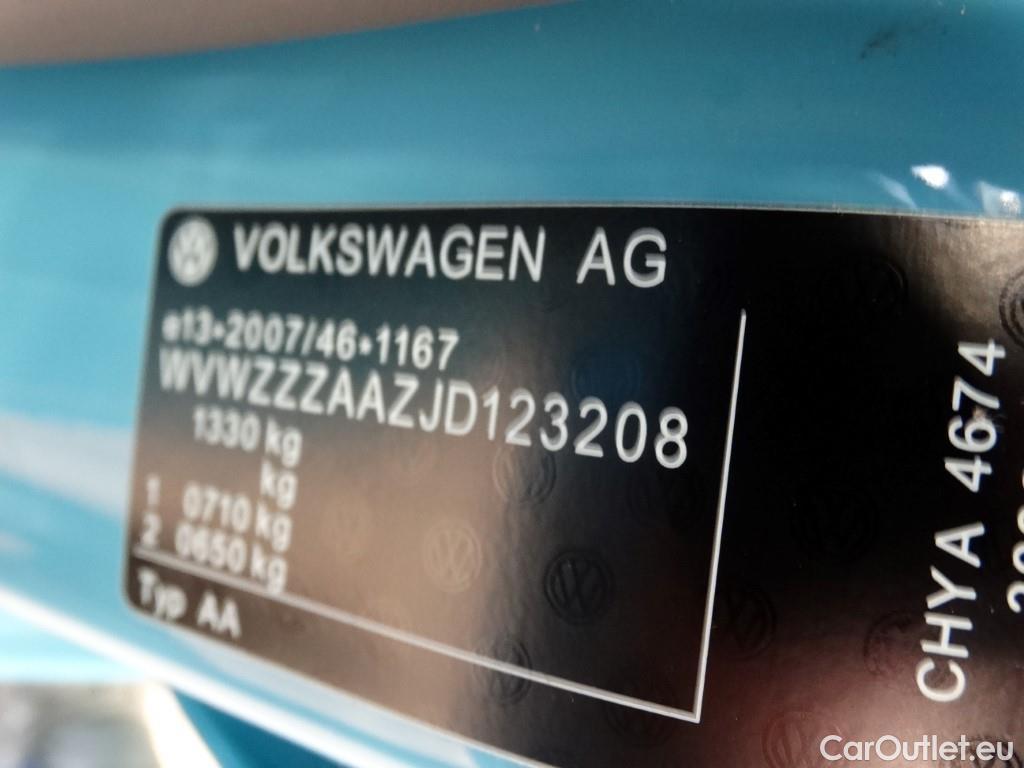 VOLKSWAGEN AG
e13*2007/46*1167
WVWZZZAAZJD123208
1330 kg
kg
1 0710 kg
2 0650 kg
Typ AA
CHYA 4674
CarOutlet.eu